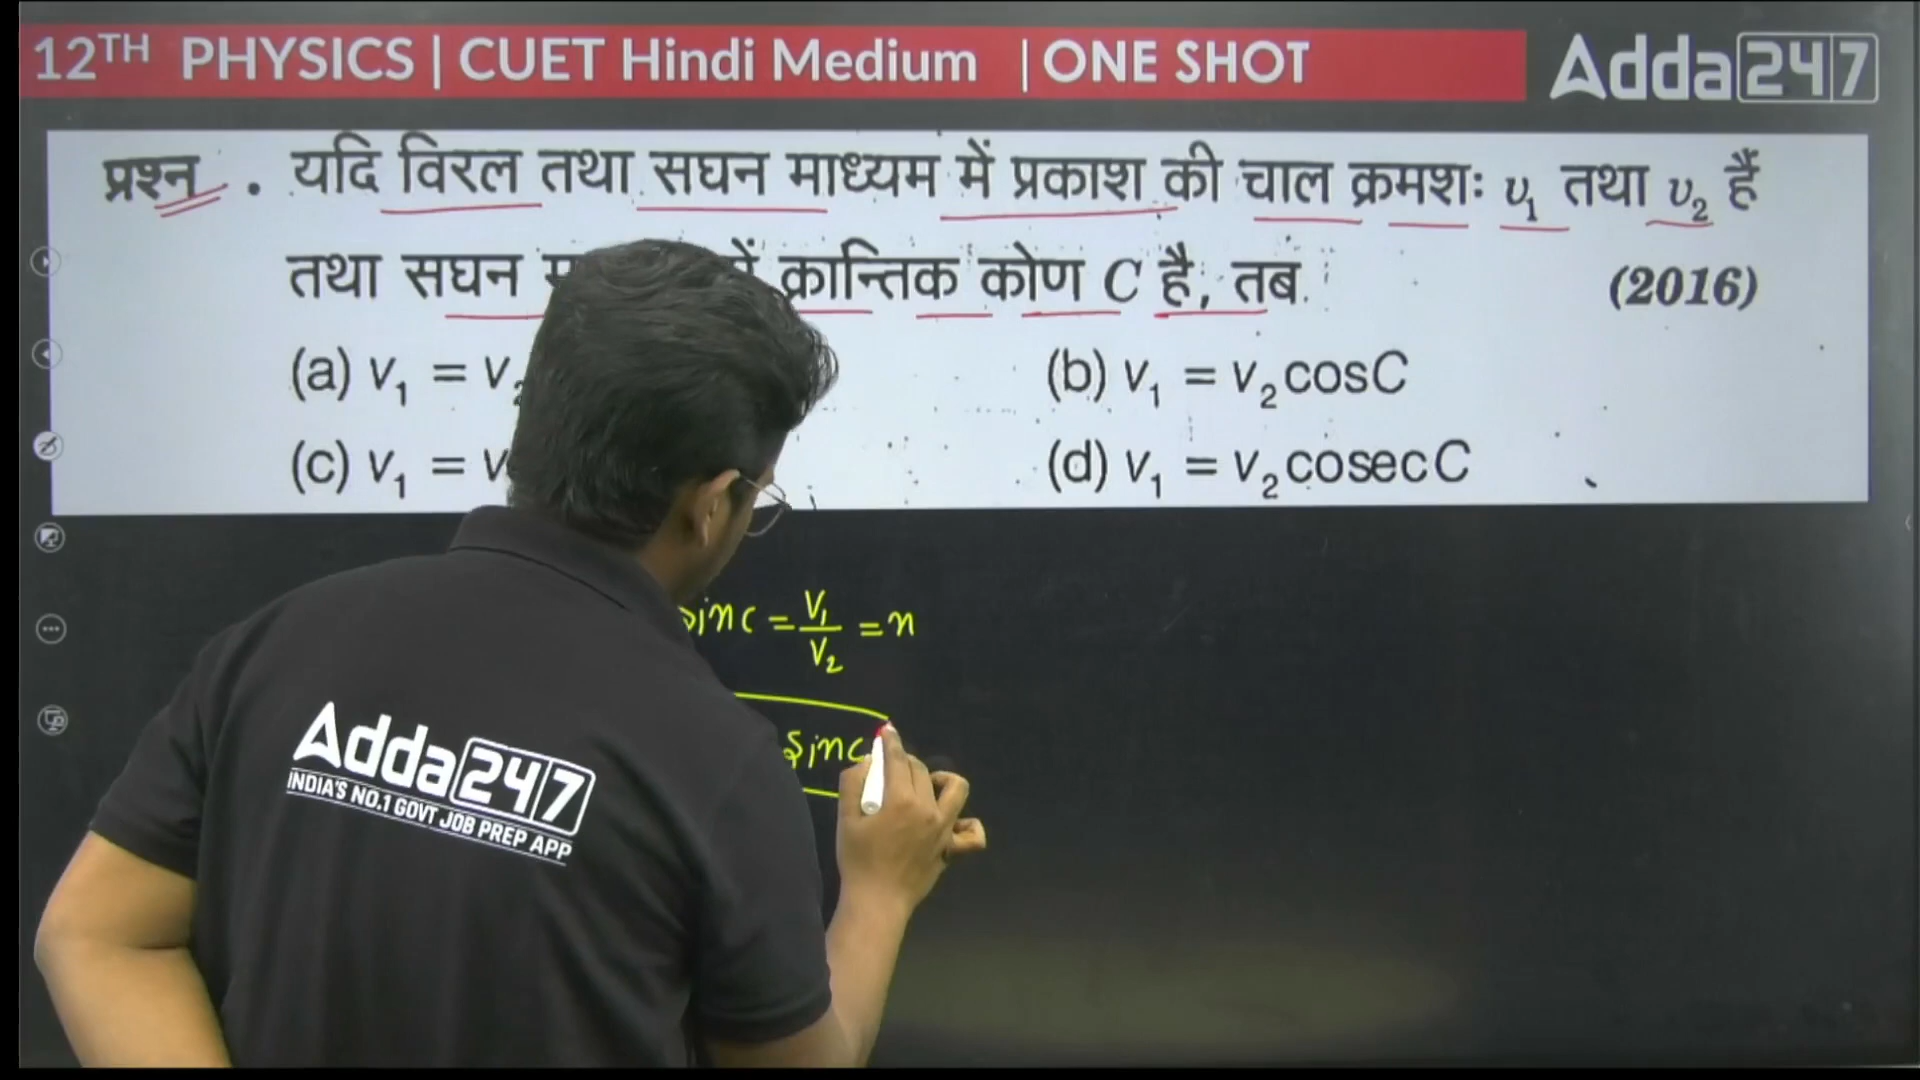 12TH PHYSICS | CUET Hindi Medium | ONE SHOT
Adda247
प्रश्न . यदि विरल तथा सघन माध्यम में प्रकाश की चाल क्रमशः υ₁ तथा υ₂ हैं
तथा सघन में क्रान्तिक कोण C है, तब (2016)
(a) v₁ = v₂ (b) v₁ = v₂cosC
(c) v₁ = v (d) v₁ = v₂cosecC
sinc = V₁/V₂ = n
sinc
Adda247
INDIA'S NO.1 GOVT JOB PREP APP